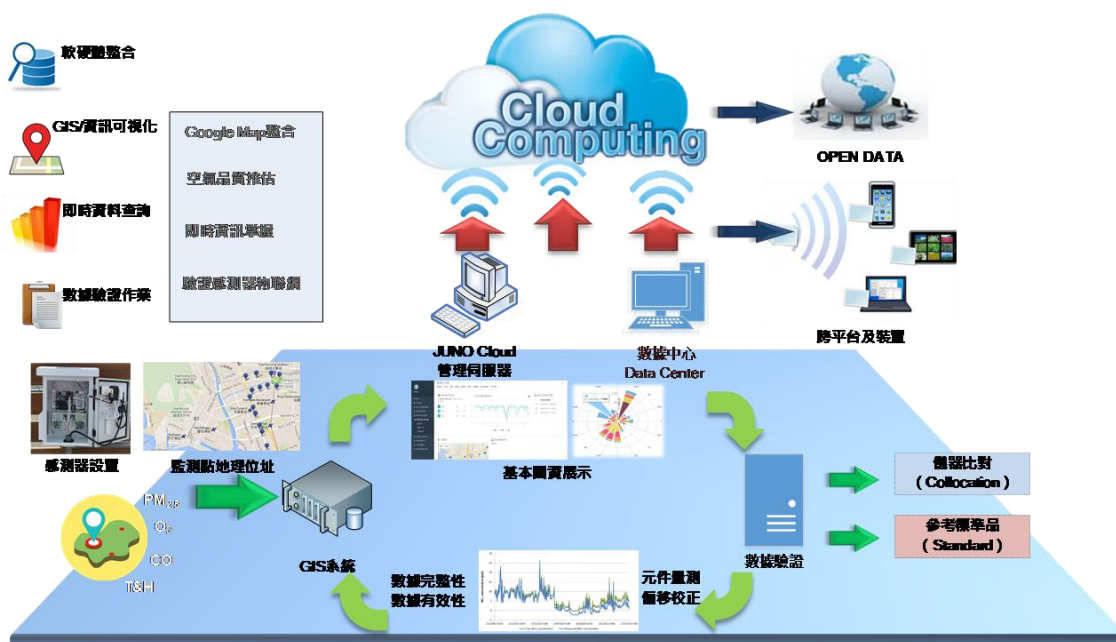 軟硬體整合
GIS/資訊可視化
即時資料查詢
數據驗證作業
Google Map整合
空氣品質推估
即時資訊掌握
驗證感測器物聯網
Cloud
Computing
OPEN DATA
跨平台及裝置
JUNO Cloud
管理伺服器
數據中心
Data Center
感測器設置
監測點地理位址
基本圖資展示
PM2.5
O3
CO
T&H
GIS系統
數據驗證
儀器比對
(Collocation)
參考標準品
(Standard)
數據完整性
數據有效性
元件量測
偏移校正